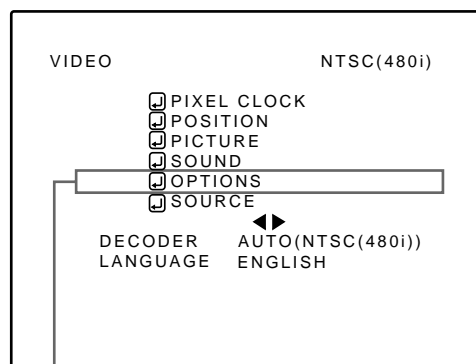 VIDEO NTSC(480i)
PIXEL CLOCK
POSITION
PICTURE
SOUND
OPTIONS
SOURCE
DECODER AUTO(NTSC(480i))
LANGUAGE ENGLISH